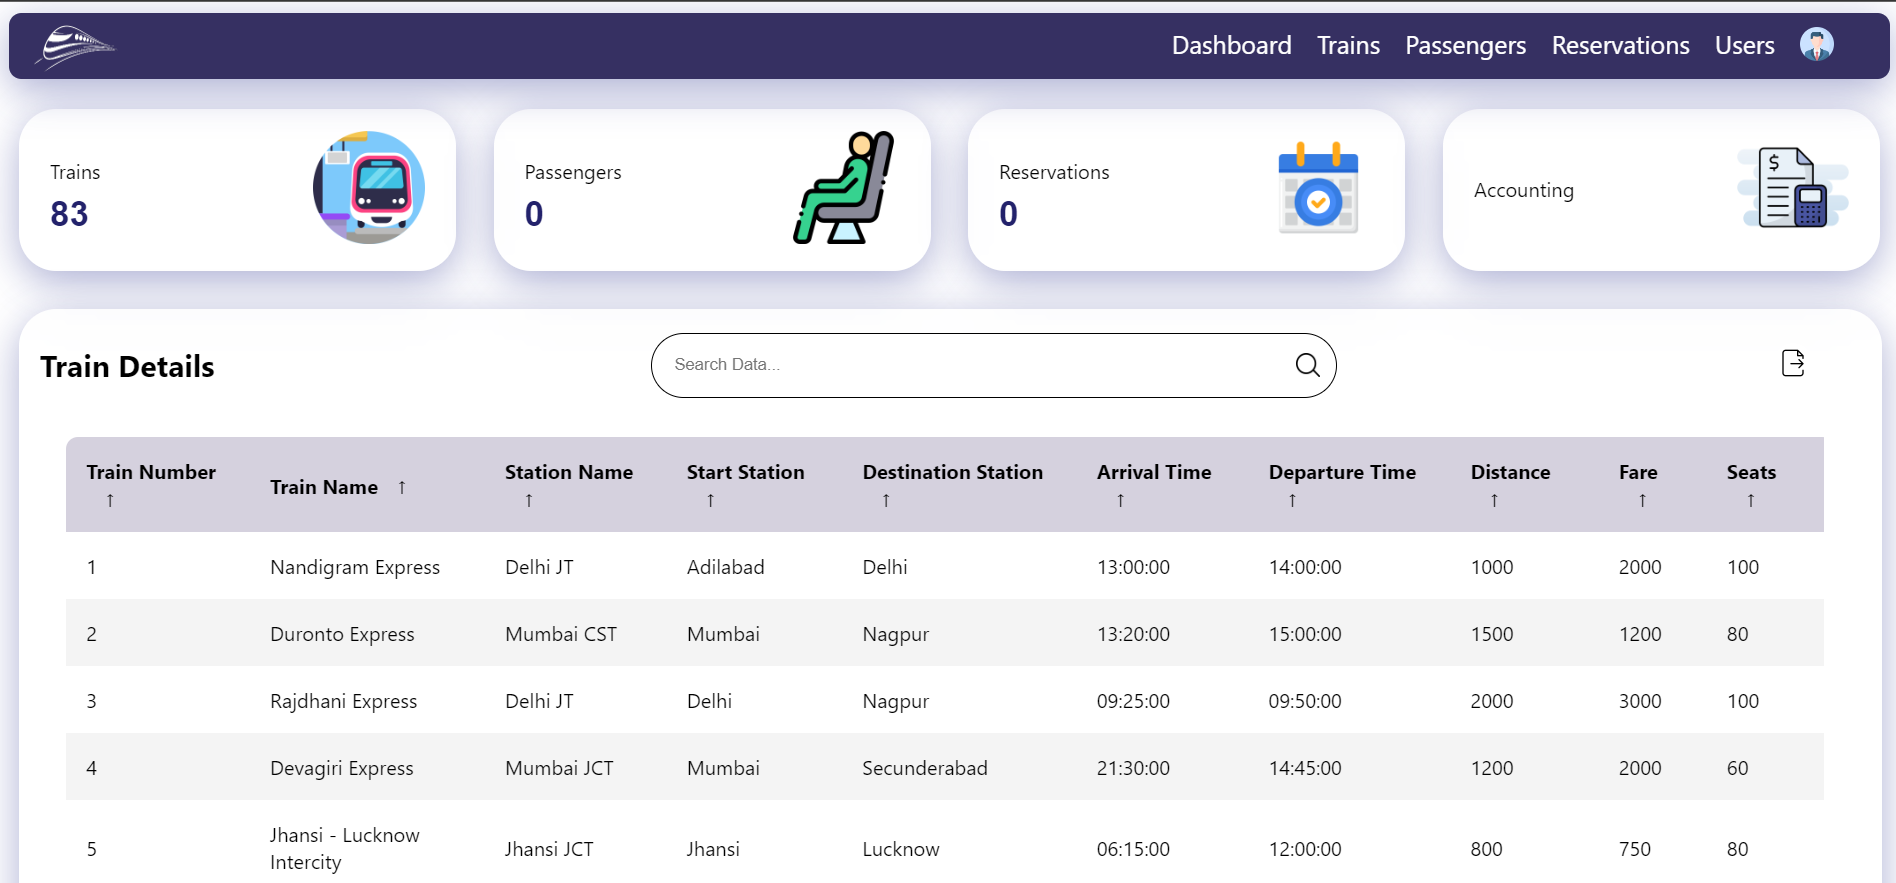 Dashboard Trains Passengers Reservations Users
Trains
83
Passengers
0
Reservations
0
Accounting
$
Train Details
Search Data...
Train Number ↑ Train Name ↑ Station Name ↑ Start Station ↑ Destination Station ↑ Arrival Time ↑ Departure Time ↑ Distance ↑ Fare ↑ Seats ↑
1 Nandigram Express Delhi JT Adilabad Delhi 13:00:00 14:00:00 1000 2000 100
2 Duronto Express Mumbai CST Mumbai Nagpur 13:20:00 15:00:00 1500 1200 80
3 Rajdhani Express Delhi JT Delhi Nagpur 09:25:00 09:50:00 2000 3000 100
4 Devagiri Express Mumbai JCT Mumbai Secunderabad 21:30:00 14:45:00 1200 2000 60
5 Jhansi - Lucknow Intercity Jhansi JCT Jhansi Lucknow 06:15:00 12:00:00 800 750 80